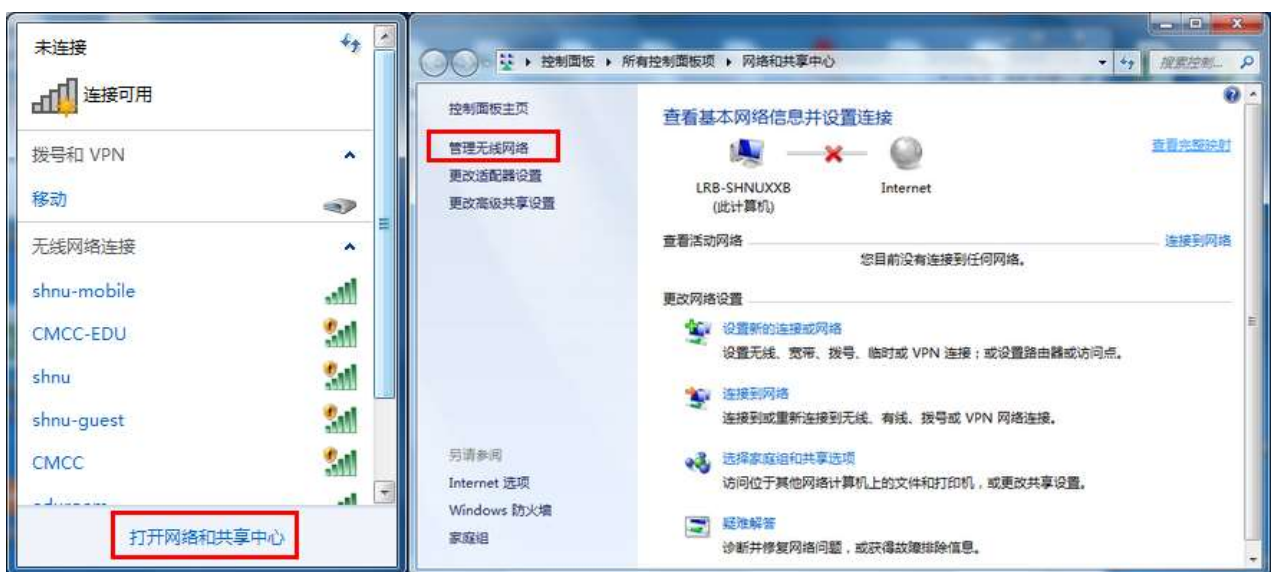 未连接
连接可用
拨号和 VPN
移动
无线网络连接
shnu-mobile
CMCC-EDU
shnu
shnu-guest
CMCC
eduroam
打开网络和共享中心
控制面板 ▸ 所有控制面板项 ▸ 网络和共享中心
搜索控制...
控制面板主页
管理无线网络
更改适配器设置
更改高级共享设置
另请参阅
Internet 选项
Windows 防火墙
家庭组
查看基本网络信息并设置连接
查看完整映射
LRB-SHNUXXB
(此计算机)
Internet
查看活动网络
连接到网络
您目前没有连接到任何网络。
更改网络设置
设置新的连接或网络
设置无线、宽带、拨号、临时或 VPN 连接；或设置路由器或访问点。
连接到网络
连接到或重新连接到无线、有线、拨号或 VPN 网络连接。
选择家庭组和共享选项
访问位于其他网络计算机上的文件和打印机，或更改共享设置。
疑难解答
诊断并修复网络问题，或获得故障排除信息。